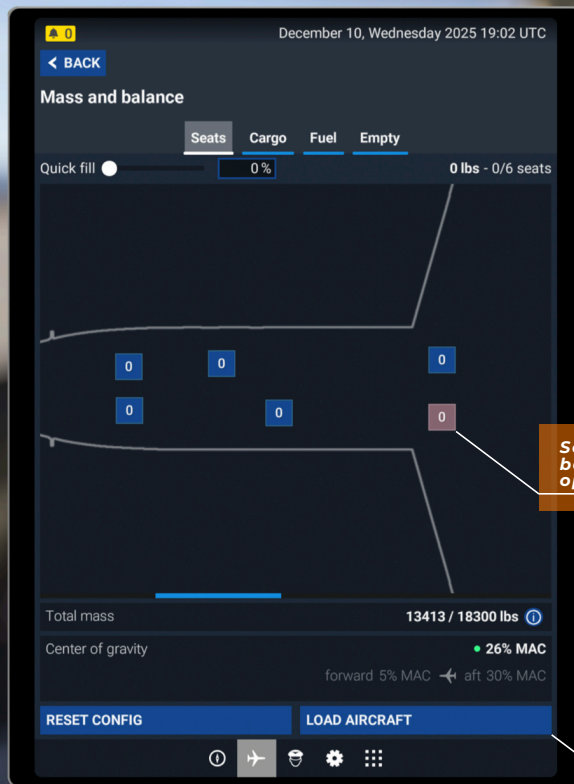 0
December 10, Wednesday 2025 19:02 UTC
BACK
Mass and balance
Seats Cargo Fuel Empty
Quick fill 0 % 0 lbs - 0/6 seats
0 0 0
0 0 0
Total mass 13413 / 18300 lbs
Center of gravity 26% MAC
forward 5% MAC aft 30% MAC
RESET CONFIG LOAD AIRCRAFT